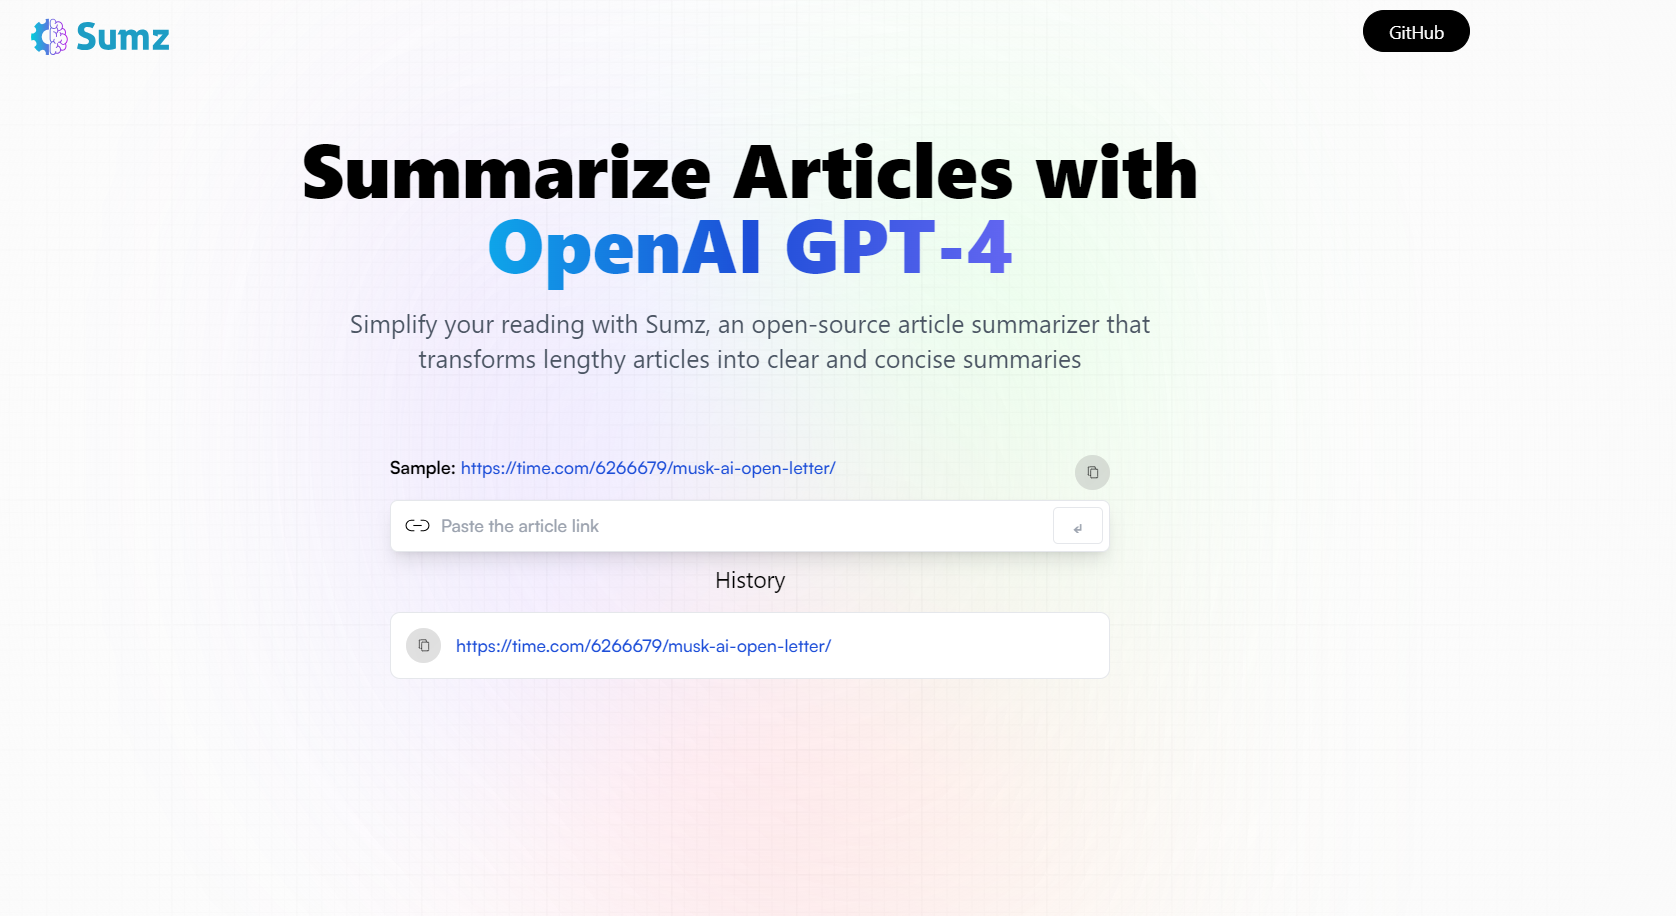 Sumz
GitHub
Summarize Articles with
OpenAI GPT-4
Simplify your reading with Sumz, an open-source article summarizer that
transforms lengthy articles into clear and concise summaries
Sample: https://time.com/6266679/musk-ai-open-letter/
Paste the article link
History
https://time.com/6266679/musk-ai-open-letter/